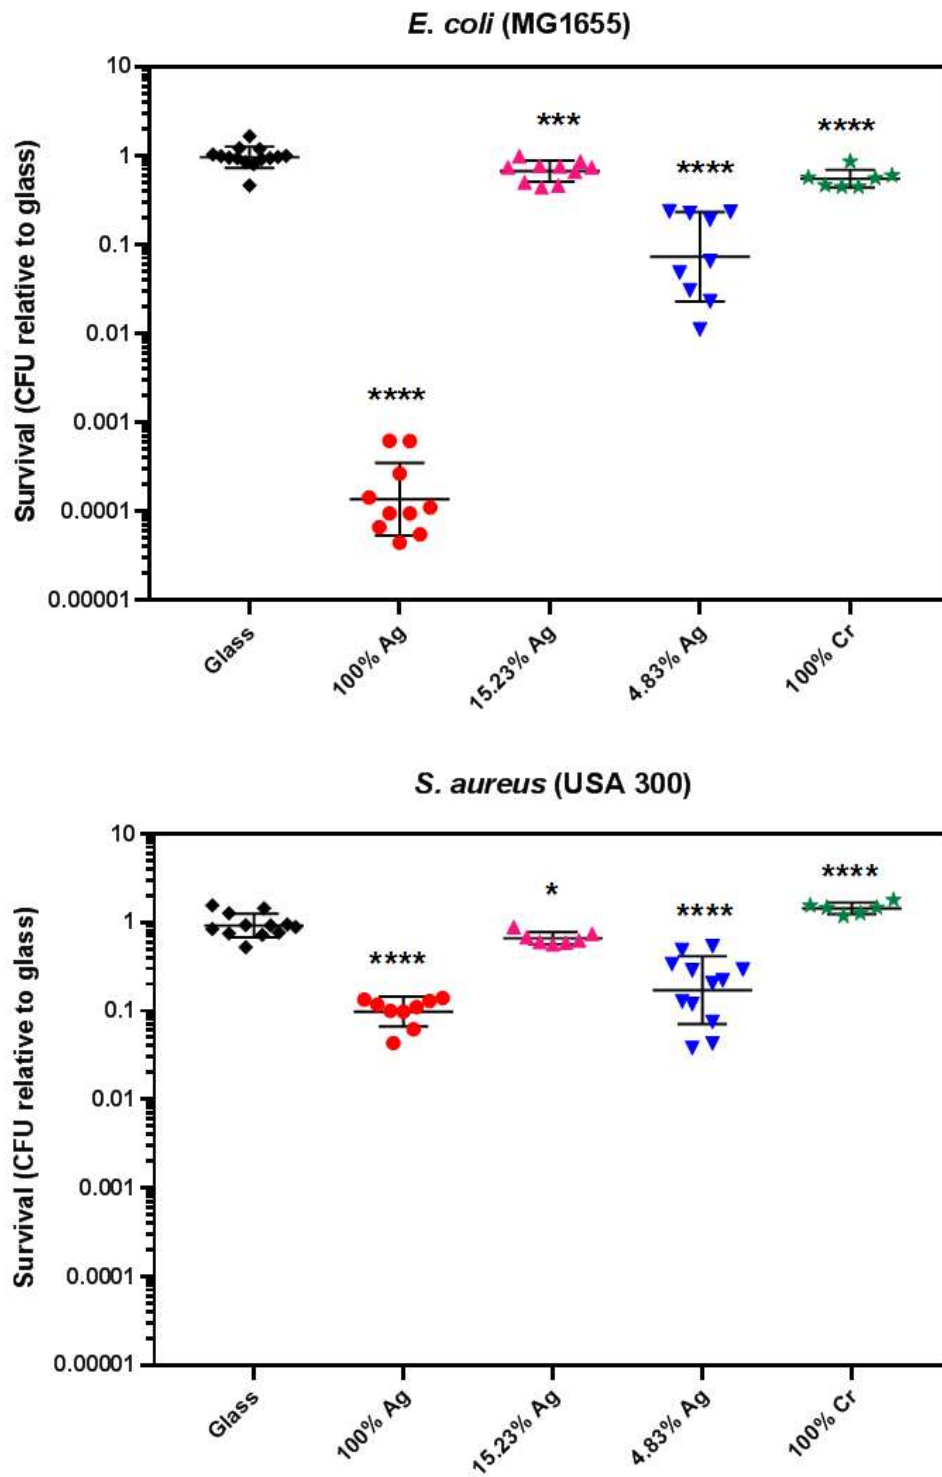 E. coli (MG1655)
Survival (CFU relative to glass)
10
1
0.1
0.01
0.001
0.0001
0.00001
****
***
****
****
Glass
100% Ag
15.23% Ag
4.83% Ag
100% Cr
S. aureus (USA 300)
Survival (CFU relative to glass)
10
1
0.1
0.01
0.001
0.0001
0.00001
****
*
****
****
Glass
100% Ag
15.23% Ag
4.83% Ag
100% Cr